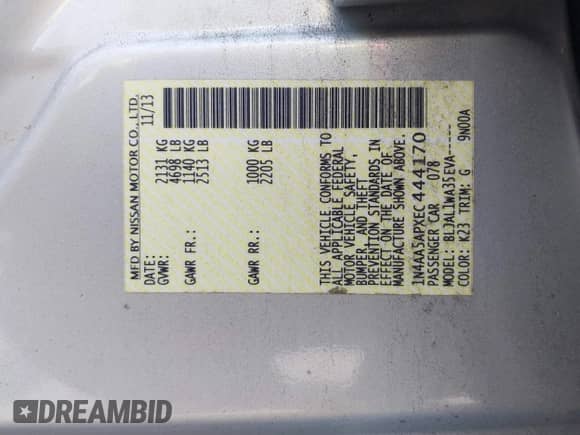 MFD BY NISSAN MOTOR CO., LTD.
DATE: 11/13
GVWR: 2131 KG
4698 LB
GAWR FR: 1140 KG
2513 LB
GAWR RR: 1000 KG
2205 LB
THIS VEHICLE CONFORMS TO
ALL APPLICABLE FEDERAL
MOTOR VEHICLE SAFETY,
BUMPER, AND THEFT
PREVENTION STANDARDS IN
EFFECT ON THE DATE OF
MANUFACTURE SHOWN ABOVE.
1N4AA5APXEC444170
PASSENGER CAR 078
MODEL: BLJALLWA35EVA-----
COLOR: K23 TRIM: G 9N00A
DREAMBID